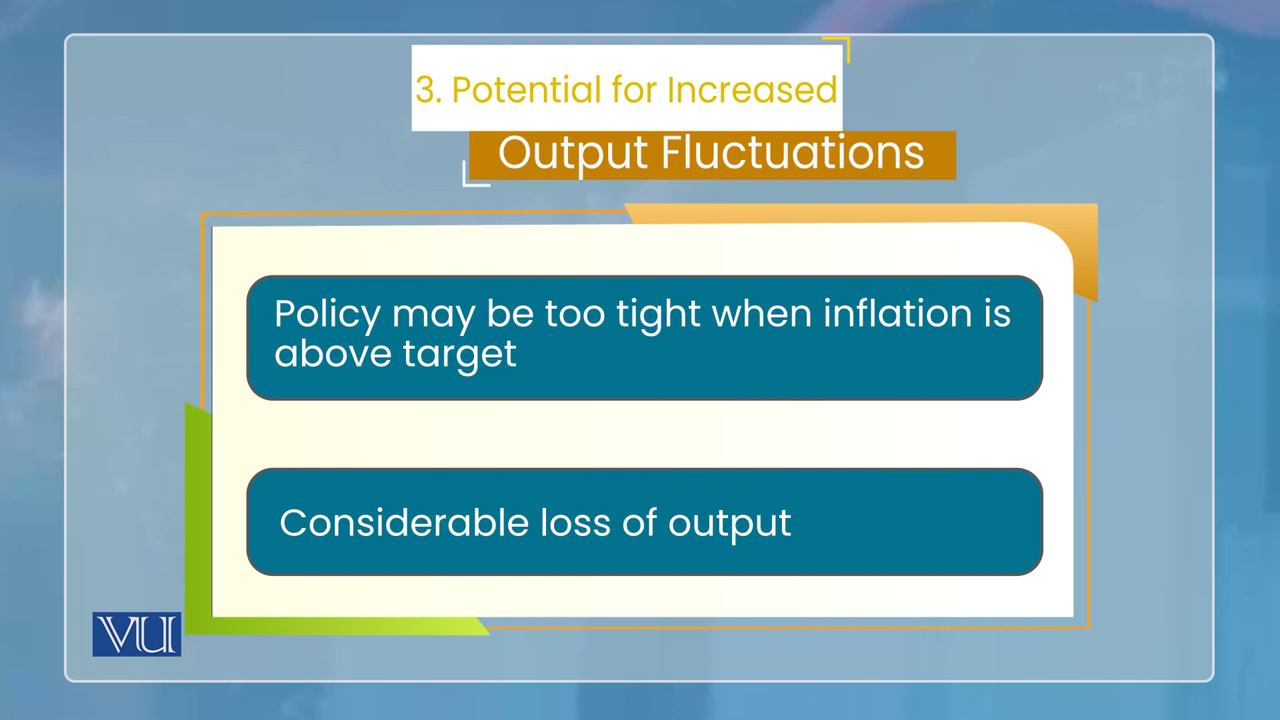 3. Potential for Increased
Output Fluctuations
Policy may be too tight when inflation is
above target
Considerable loss of output
VU